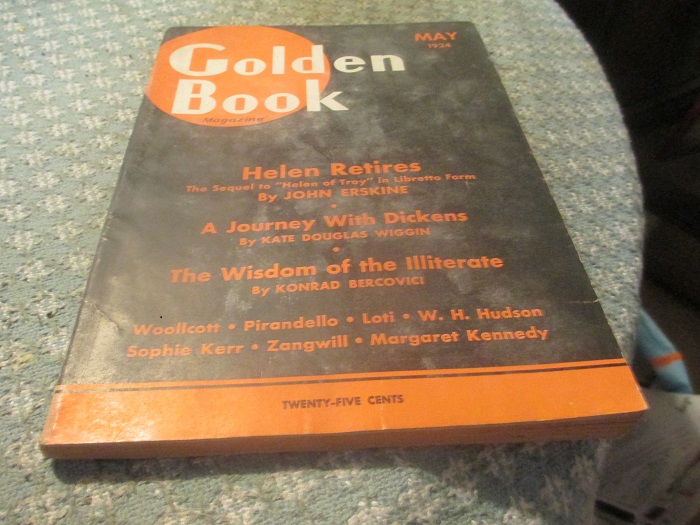 Golden
Book
Magazine
MAY
1934
Helen Retires
The Sequel to "Helen of Troy" in Libretto Form
By JOHN ERSKINE
A Journey With Dickens
By KATE DOUGLAS WIGGIN
The Wisdom of the Illiterate
By KONRAD BERCOVICI
Woollcott • Pirandello • Loti • W. H. Hudson
Sophie Kerr • Zangwill • Margaret Kennedy
TWENTY-FIVE CENTS